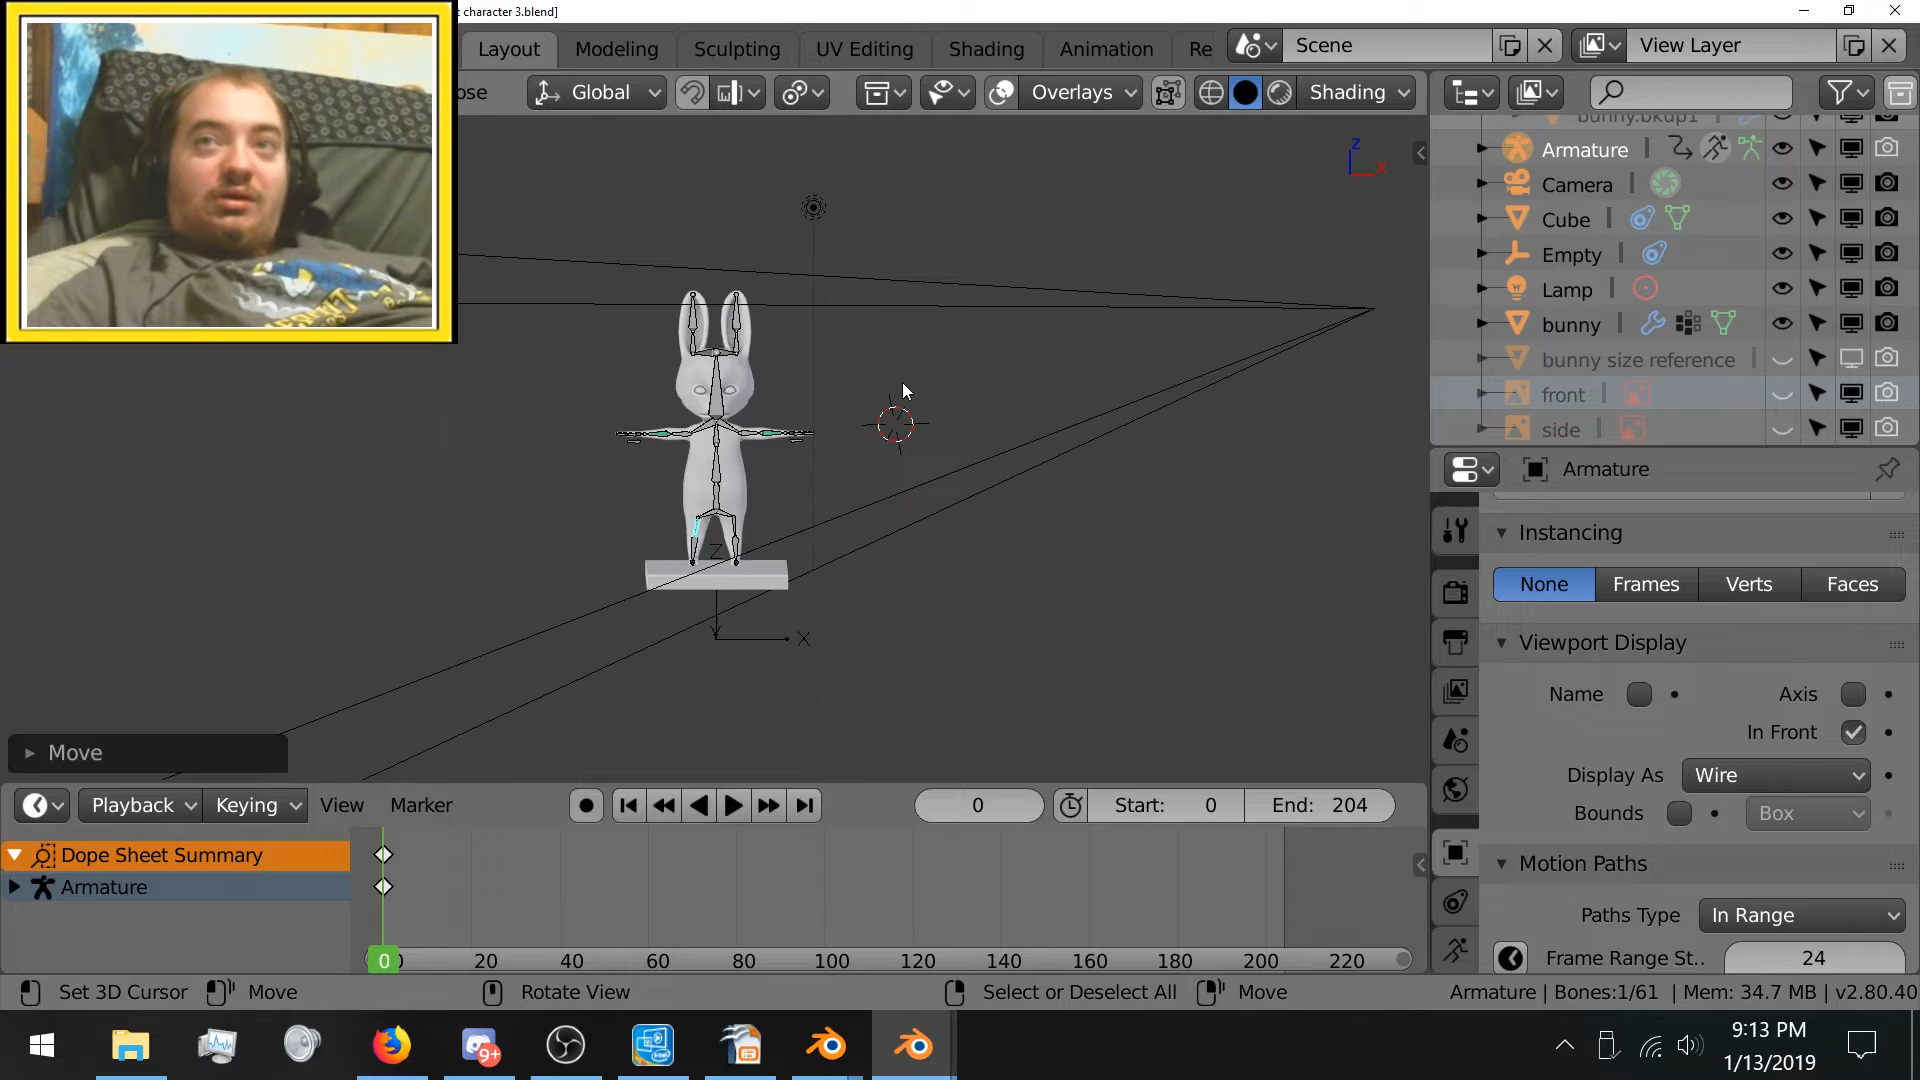 t character 3.blend]
Layout Modeling Sculpting UV Editing Shading Animation Re Scene View Layer
ose Global Overlays Shading
bunny.bkup1
Armature
Camera
Cube
Empty
Lamp
bunny
bunny size reference
front
side
Armature
Instancing
None Frames Verts Faces
Viewport Display
Name Axis
In Front
Display As Wire
Bounds Box
Motion Paths
Paths Type In Range
Frame Range St.. 24
Z
X
Z
Y
X
Move
Playback Keying View Marker 0 Start: 0 End: 204
Dope Sheet Summary
Armature
0 20 40 60 80 100 120 140 160 180 200 220
Set 3D Cursor Move Rotate View Select or Deselect All Move Armature | Bones:1/61 | Mem: 34.7 MB | v2.80.40
9+
9:13 PM
1/13/2019